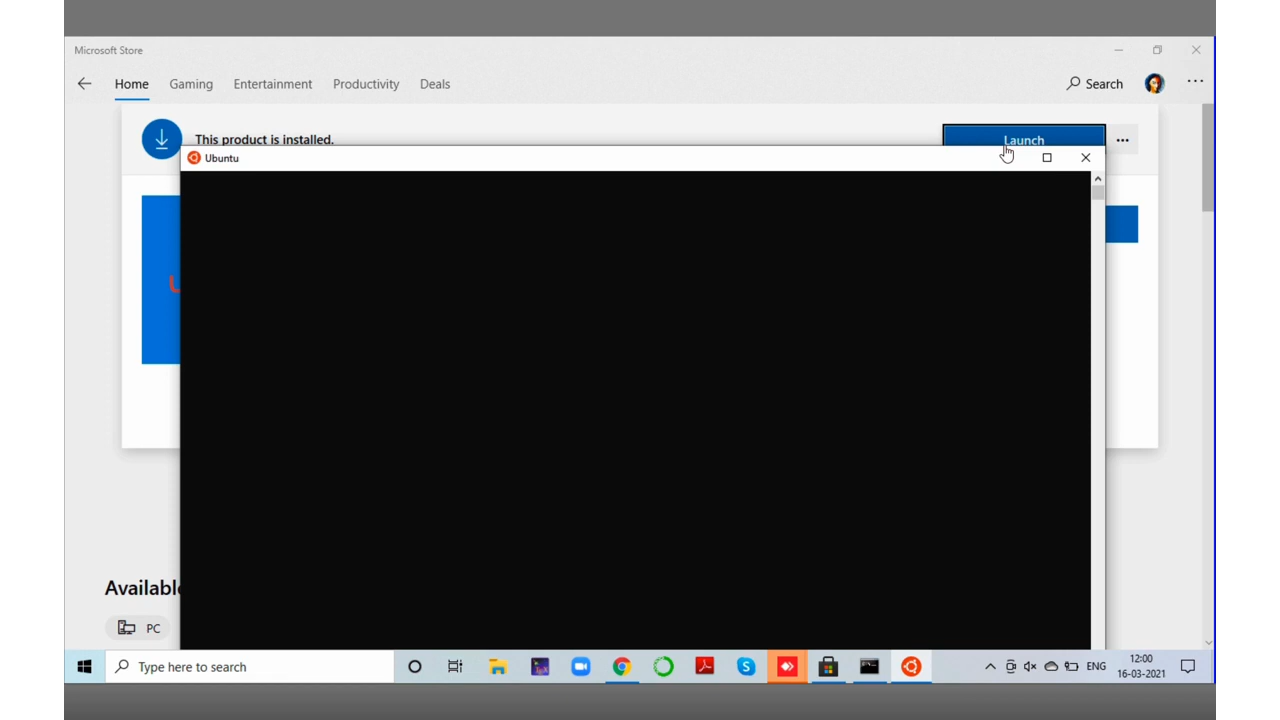 Microsoft Store
Home Gaming Entertainment Productivity Deals Search
This product is installed. Launch
Ubuntu
PC
Type here to search
ENG
12:00
16-03-2021